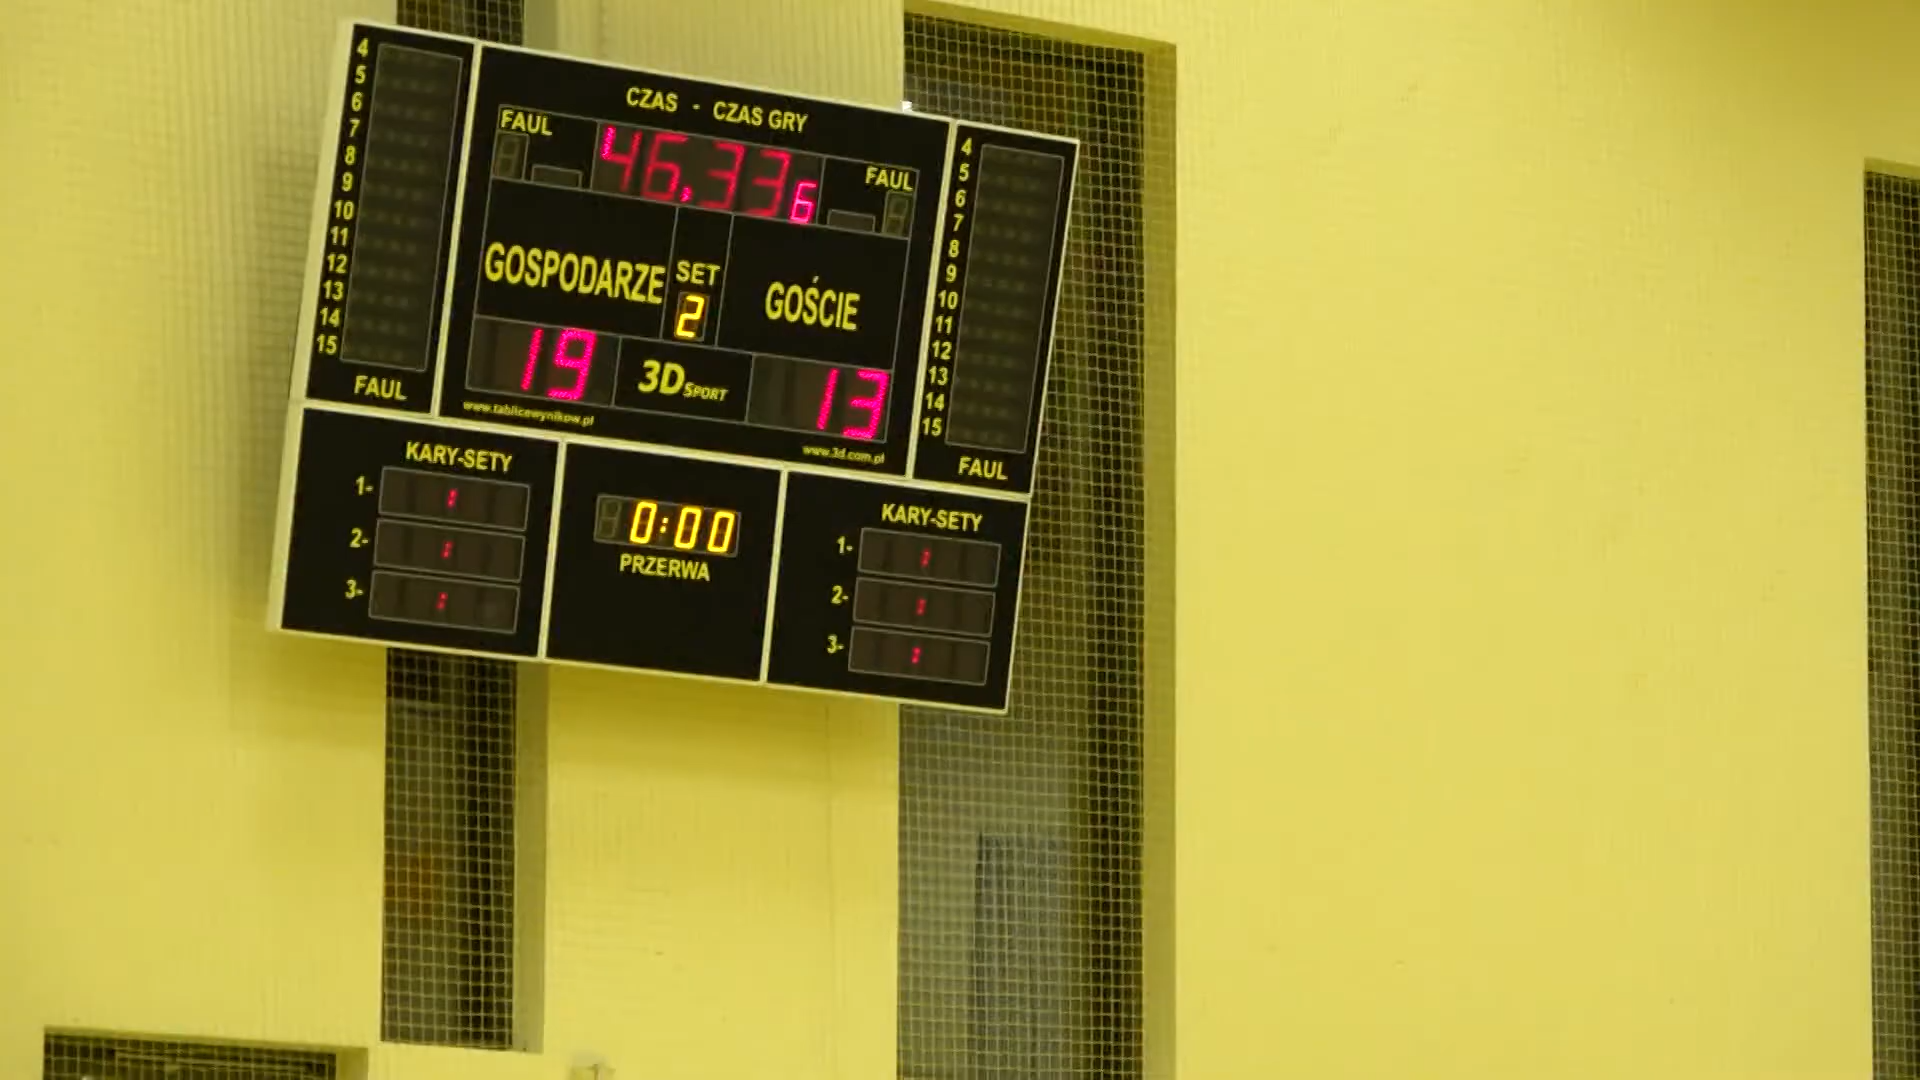 CZAS - CZAS GRY
FAUL
46,33 6
FAUL
GOSPODARZE
SET
2
GOŚCIE
19
3D SPORT
13
www.tablicewynikow.pl
www.3d.com.pl
4
5
6
7
8
9
10
11
12
13
14
15
FAUL
4
5
6
7
8
9
10
11
12
13
14
15
FAUL
KARY-SETY
1- :
2- :
3- :
0:00
PRZERWA
KARY-SETY
1- :
2- :
3- :